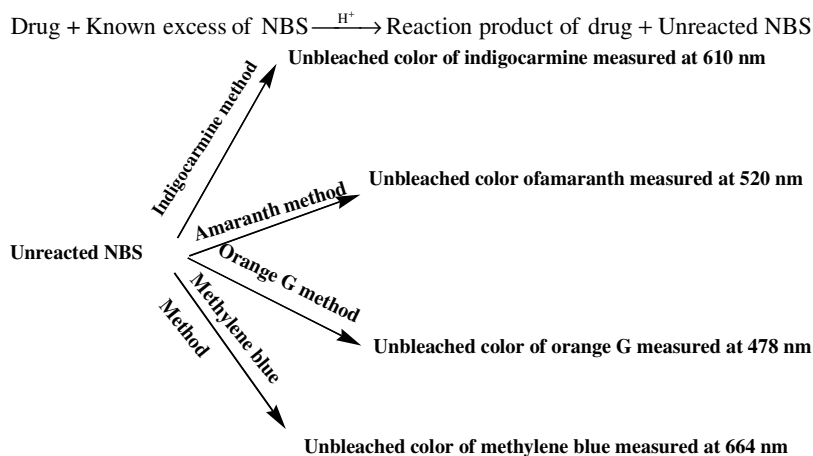 Drug + Known excess of NBS H⁺ → Reaction product of drug + Unreacted NBS
Unbleached color of indigocarmine measured at 610 nm
Indigocarmine method
Unbleached color ofamaranth measured at 520 nm
Amaranth method
Unreacted NBS
Orange G method
Methylene blue
Method
Unbleached color of orange G measured at 478 nm
Unbleached color of methylene blue measured at 664 nm